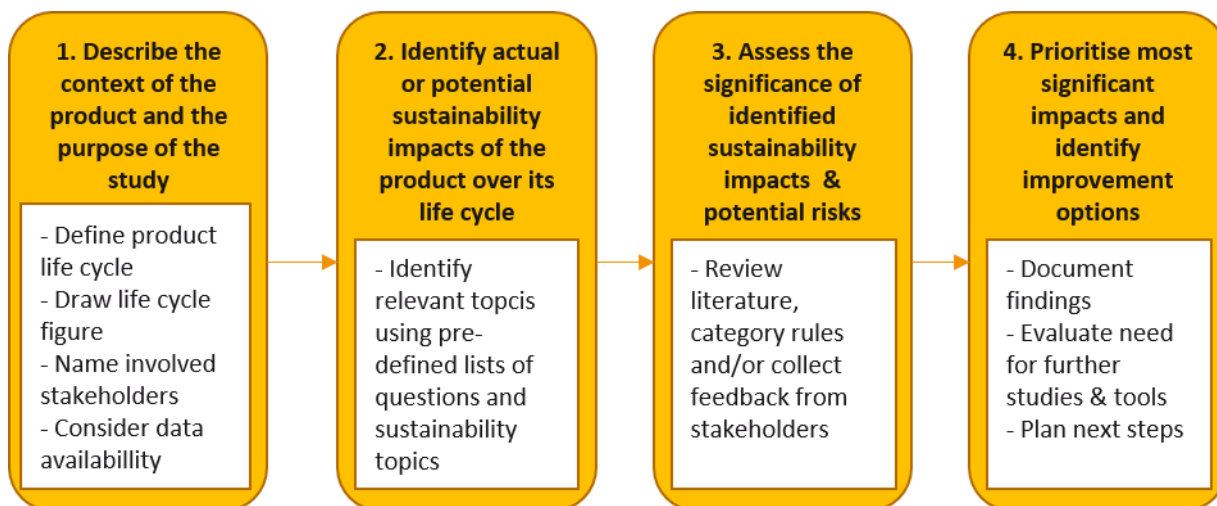 1. Describe the
context of the
product and the
purpose of the
study
- Define product
life cycle
- Draw life cycle
figure
- Name involved
stakeholders
- Consider data
availabillity
2. Identify actual
or potential
sustainability
impacts of the
product over its
life cycle
- Identify
relevant topcis
using pre-
defined lists of
questions and
sustainability
topics
3. Assess the
significance of
identified
sustainability
impacts &
potential risks
- Review
literature,
category rules
and/or collect
feedback from
stakeholders
4. Prioritise most
significant
impacts and
identify
improvement
options
- Document
findings
- Evaluate need
for further
studies & tools
- Plan next steps